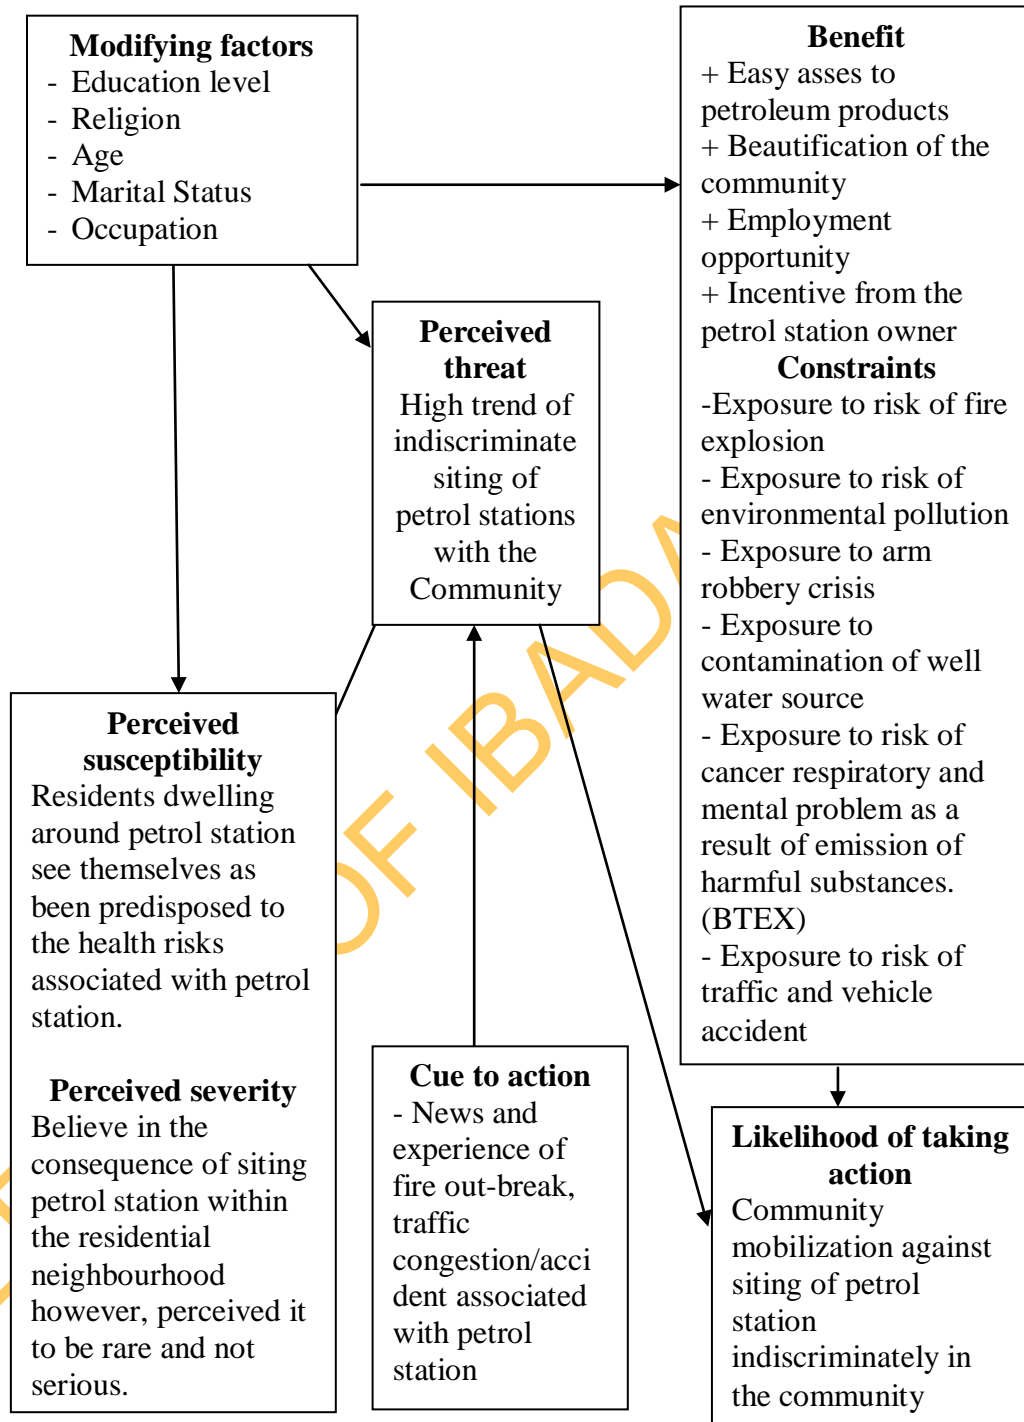 Modifying factors
- Education level
- Religion
- Age
- Marital Status
- Occupation
Benefit
+ Easy asses to
petroleum products
+ Beautification of the
community
+ Employment
opportunity
+ Incentive from the
petrol station owner
Constraints
-Exposure to risk of fire
explosion
- Exposure to risk of
environmental pollution
- Exposure to arm
robbery crisis
- Exposure to
contamination of well
water source
- Exposure to risk of
cancer respiratory and
mental problem as a
result of emission of
harmful substances.
(BTEX)
- Exposure to risk of
traffic and vehicle
accident
Perceived
threat
High trend of
indiscriminate
siting of
petrol stations
with the
Community
Perceived
susceptibility
Residents dwelling
around petrol station
see themselves as
been predisposed to
the health risks
associated with petrol
station.
Perceived severity
Believe in the
consequence of siting
petrol station within
the residential
neighbourhood
however, perceived it
to be rare and not
serious.
Cue to action
- News and
experience of
fire out-break,
traffic
congestion/acci
dent associated
with petrol
station
Likelihood of taking
action
Community
mobilization against
siting of petrol
station
indiscriminately in
the community
OF IBADA